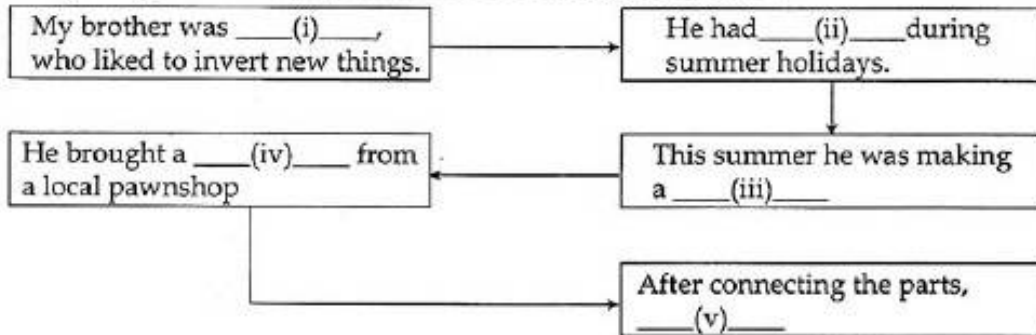 My brother was ____(i)____,
who liked to invert new things.
He had____(ii)____during
summer holidays.
This summer he was making
a ____(iii)____
He brought a ____(iv)____ from
a local pawnshop
After connecting the parts,
____(v)____